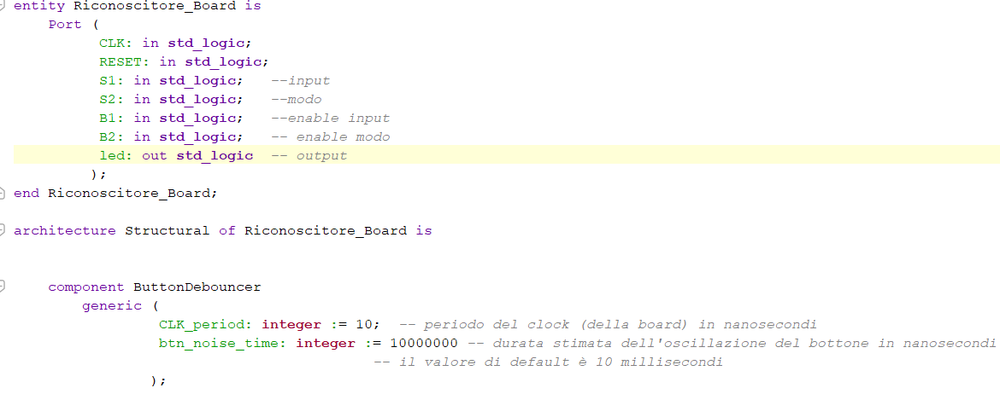 entity Riconoscitore_Board is
Port (
CLK: in std_logic;
RESET: in std_logic;
S1: in std_logic; --input
S2: in std_logic; --modo
B1: in std_logic; --enable input
B2: in std_logic; -- enable modo
led: out std_logic -- output
);
end Riconoscitore_Board;
architecture Structural of Riconoscitore_Board is
component ButtonDebouncer
generic (
CLK_period: integer := 10; -- periodo del clock (della board) in nanosecondi
btn_noise_time: integer := 10000000 -- durata stimata dell'oscillazione del bottone in nanosecondi
-- il valore di default è 10 millisecondi
);